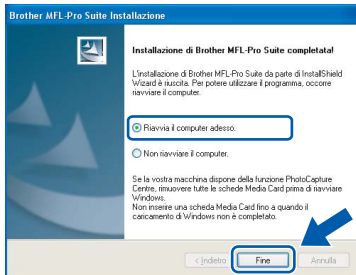 Brother MFL-Pro Suite Installazione
Installazione di Brother MFL-Pro Suite completata!
L'installazione di Brother MFL-Pro Suite da parte di InstallShield
Wizard è riuscita. Per potere utilizzare il programma, occorre
riavviare il computer.
Riavvia il computer adesso.
Non riavviare il computer.
Se la vostra macchina dispone della funzione PhotoCapture
Centre, rimuovere tutte le schede Media Card prima di riavviare
Windows.
Non inserire una scheda Media Card fino a quando il
caricamento di Windows non è completato.
< Indietro
Fine
Annulla